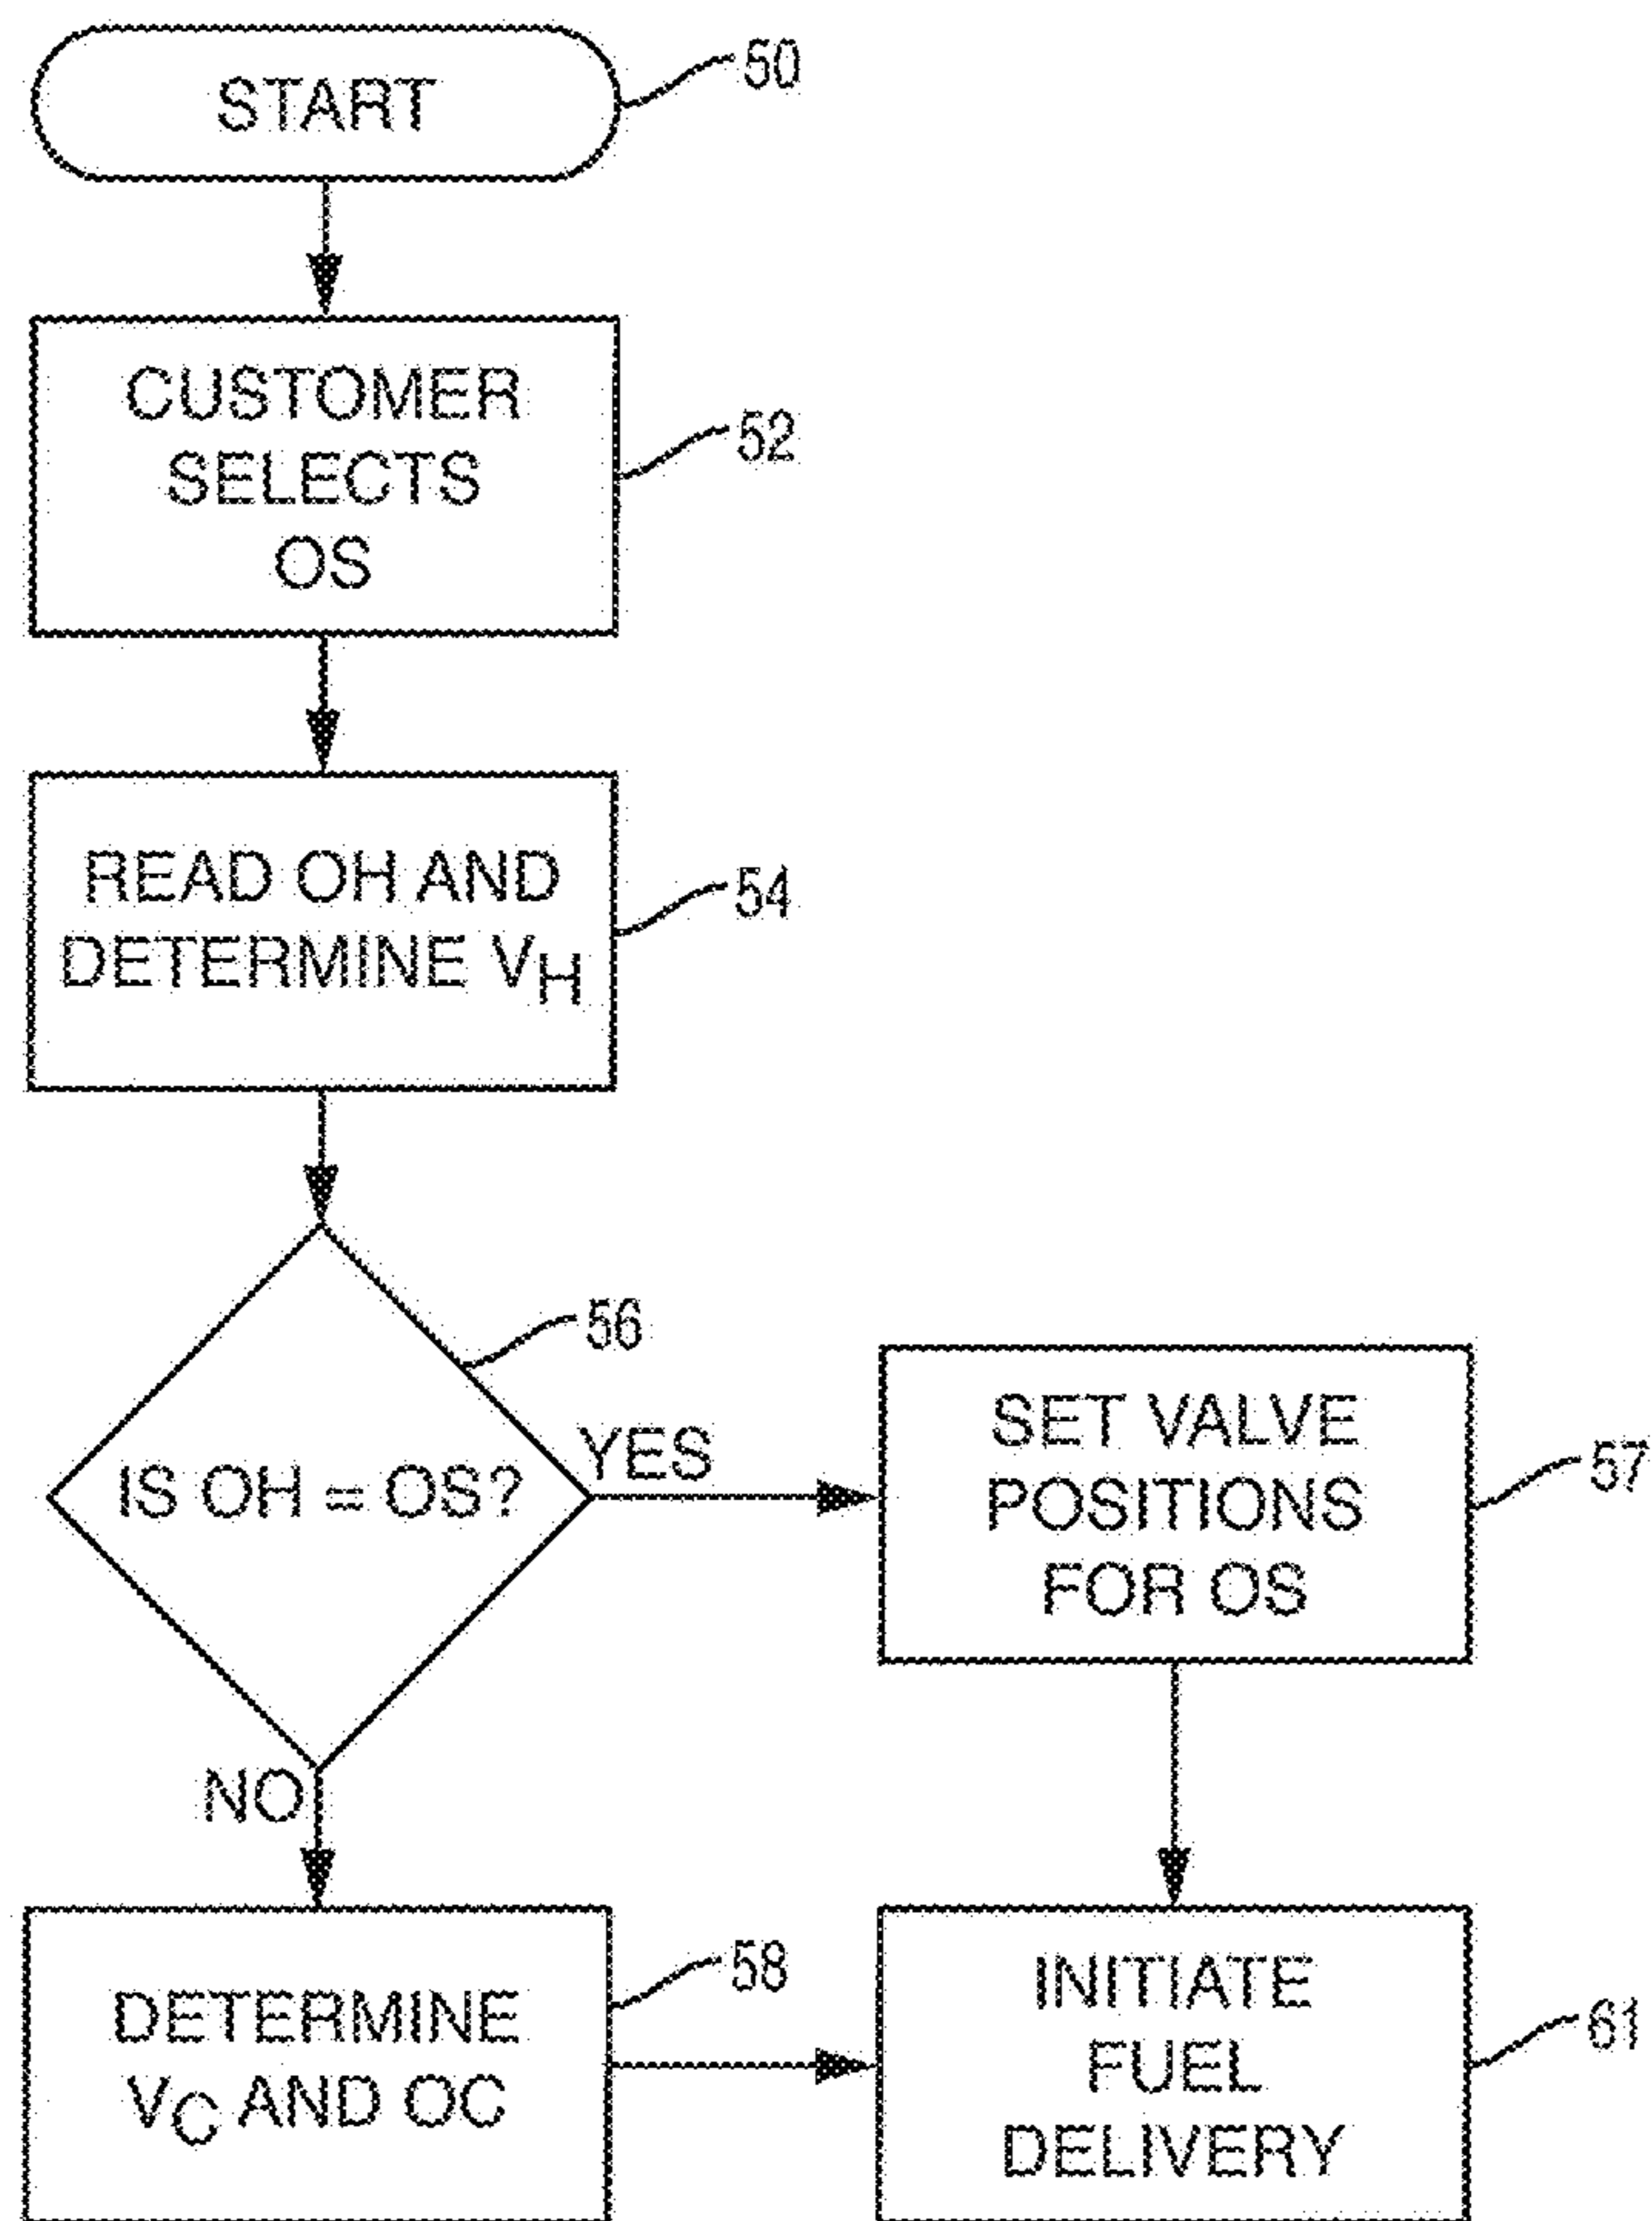 START
50
CUSTOMER
SELECTS
OS
52
READ OH AND
DETERMINE VH
54
56
IS OH = OS?
YES
SET VALVE
POSITIONS
FOR OS
57
NO
DETERMINE
VC AND OC
58
INITIATE
FUEL
DELIVERY
61